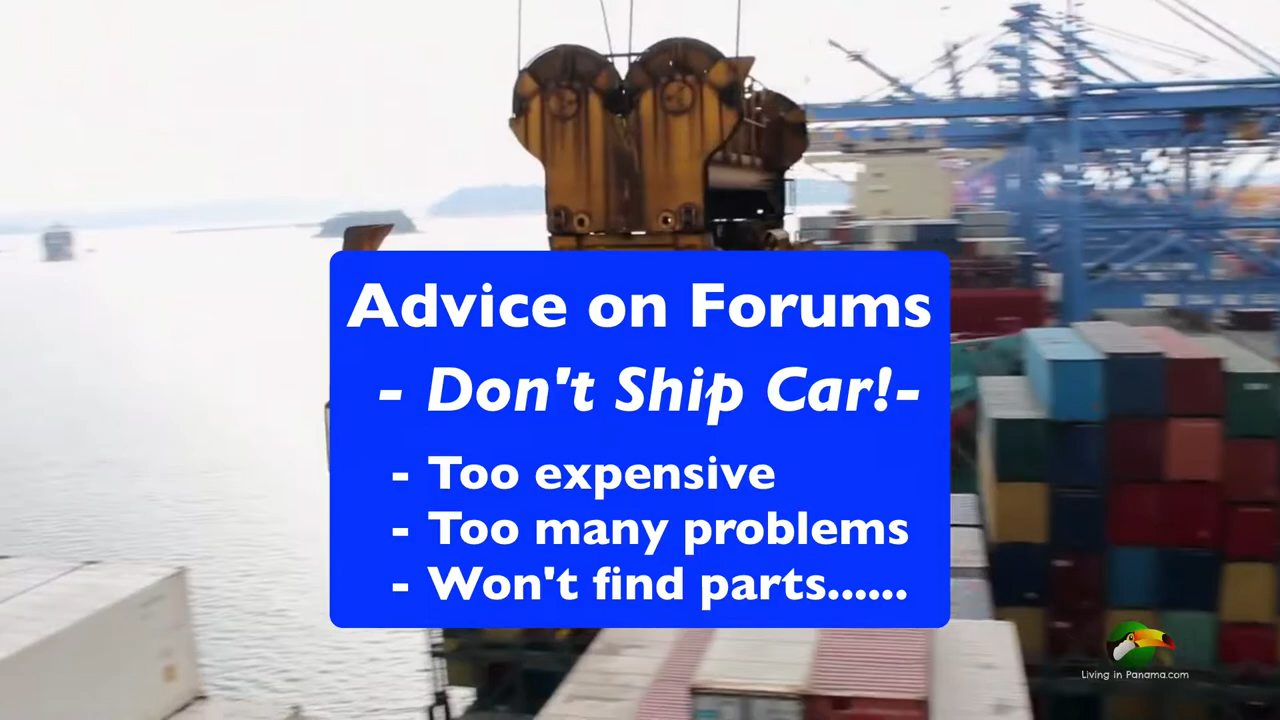 Advice on Forums
- Don't Ship Car!-
- Too expensive
- Too many problems
- Won't find parts......
Living in Panama.com